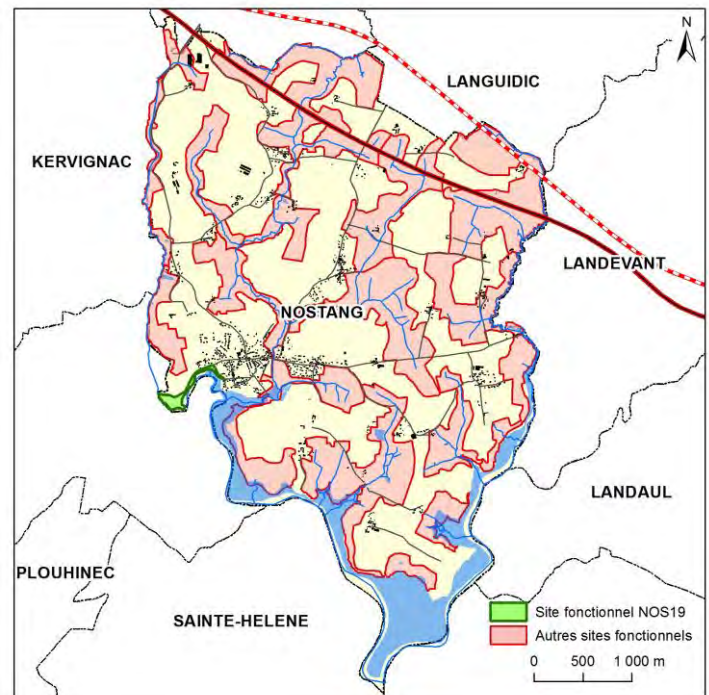 N
LANGUIDIC
KERVIGNAC
LANDEVANT
NOSTANG
LANDAUL
PLOUHINEC
SAINTE-HELENE
Site fonctionnel NOS19
Autres sites fonctionnels
0 500 1 000 m